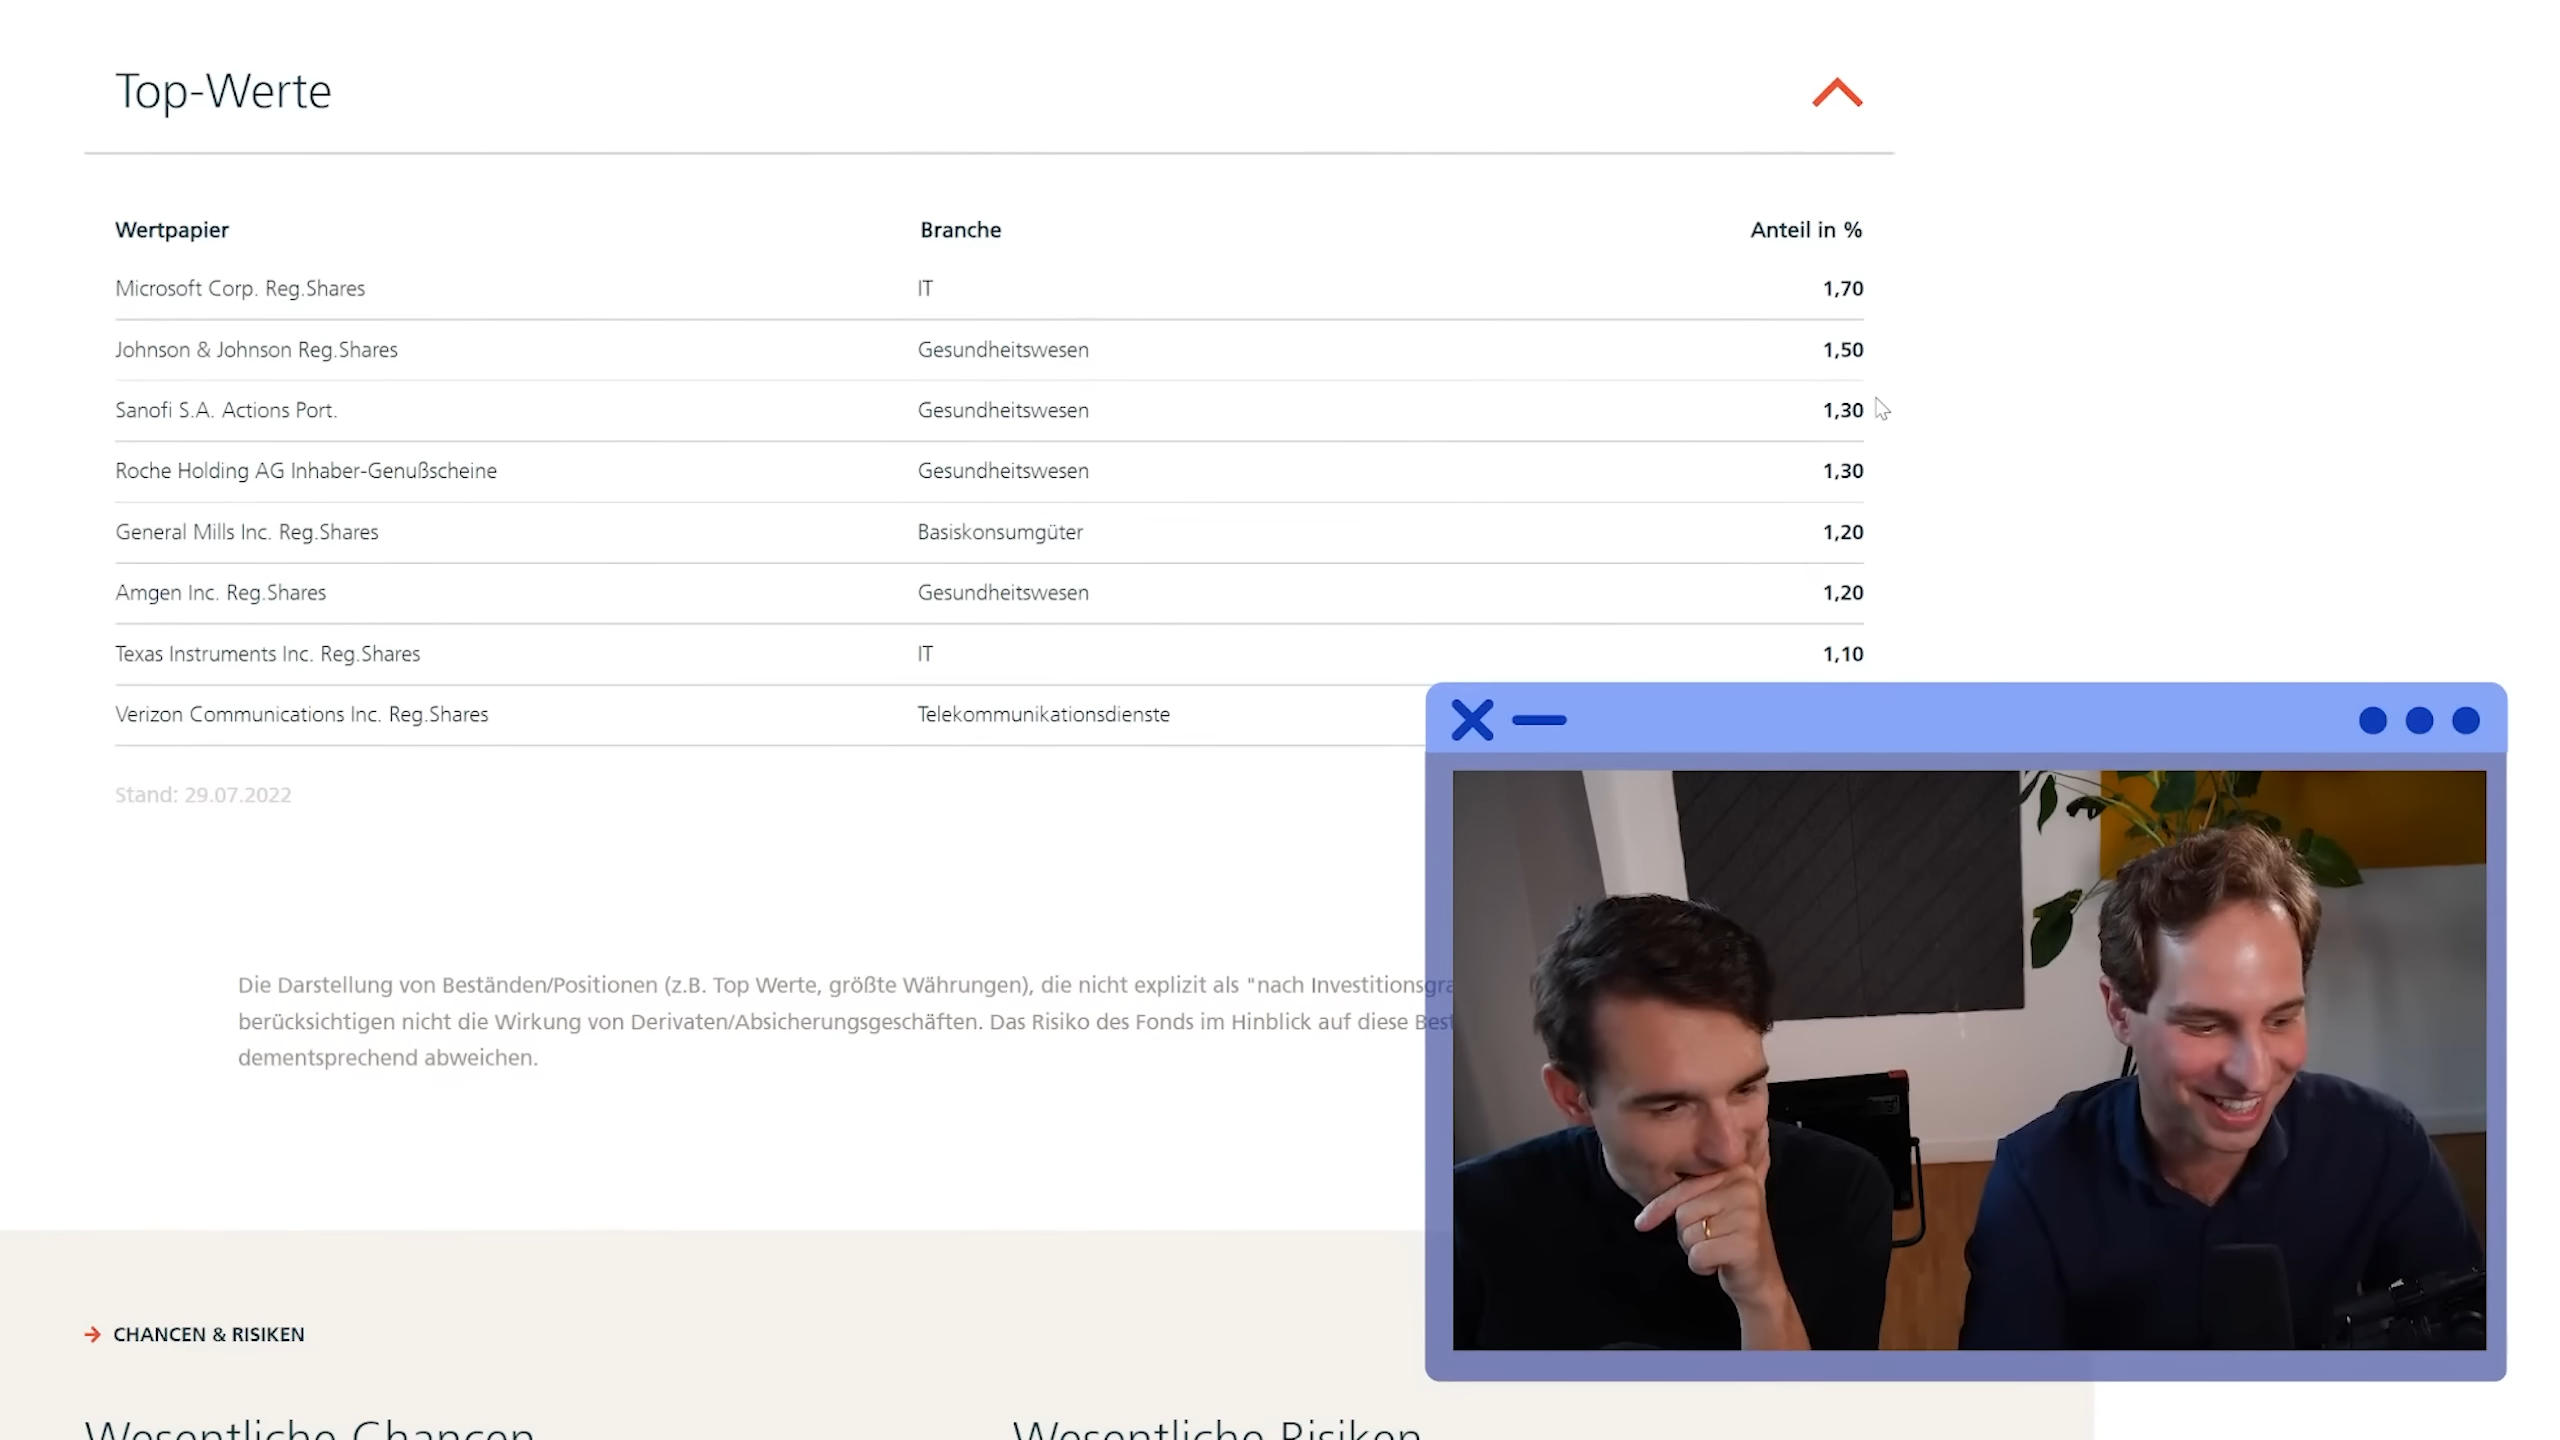 Top-Werte
Wertpapier Branche Anteil in %
Microsoft Corp. Reg.Shares IT 1,70
Johnson & Johnson Reg.Shares Gesundheitswesen 1,50
Sanofi S.A. Actions Port. Gesundheitswesen 1,30
Roche Holding AG Inhaber-Genußscheine Gesundheitswesen 1,30
General Mills Inc. Reg.Shares Basiskonsumgüter 1,20
Amgen Inc. Reg.Shares Gesundheitswesen 1,20
Texas Instruments Inc. Reg.Shares IT 1,10
Verizon Communications Inc. Reg.Shares Telekommunikationsdienste
Stand: 29.07.2022
Die Darstellung von Beständen/Positionen (z.B. Top Werte, größte Währungen), die nicht explizit als "nach
berücksichtigen nicht die Wirkung von Derivaten/Absicherungsgeschäften. Das Risiko des Fonds im Hinblick auf diese
dementsprechend abweichen.
CHANCEN & RISIKEN
Wesentliche Chancen Wesentliche Risiken